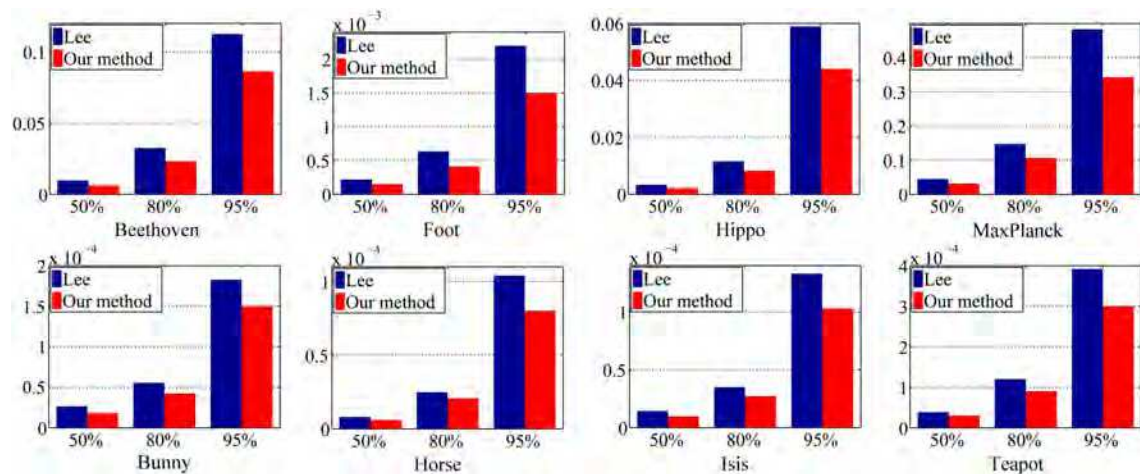 x 10⁻³
0.1
0.05
0
Lee
Our method
50% 80% 95%
Beethoven
2
1.5
1
0.5
0
Lee
Our method
50% 80% 95%
Foot
0.06
0.04
0.02
0
Lee
Our method
50% 80% 95%
Hippo
0.4
0.3
0.2
0.1
0
Lee
Our method
50% 80% 95%
MaxPlanck
x 10⁻⁴
2
1.5
1
0.5
0
Lee
Our method
50% 80% 95%
Bunny
x 10⁻⁴
1
0.5
0
Lee
Our method
50% 80% 95%
Horse
x 10⁻⁴
1
0.5
0
Lee
Our method
50% 80% 95%
Isis
x 10⁻⁴
4
3
2
1
0
Lee
Our method
50% 80% 95%
Teapot